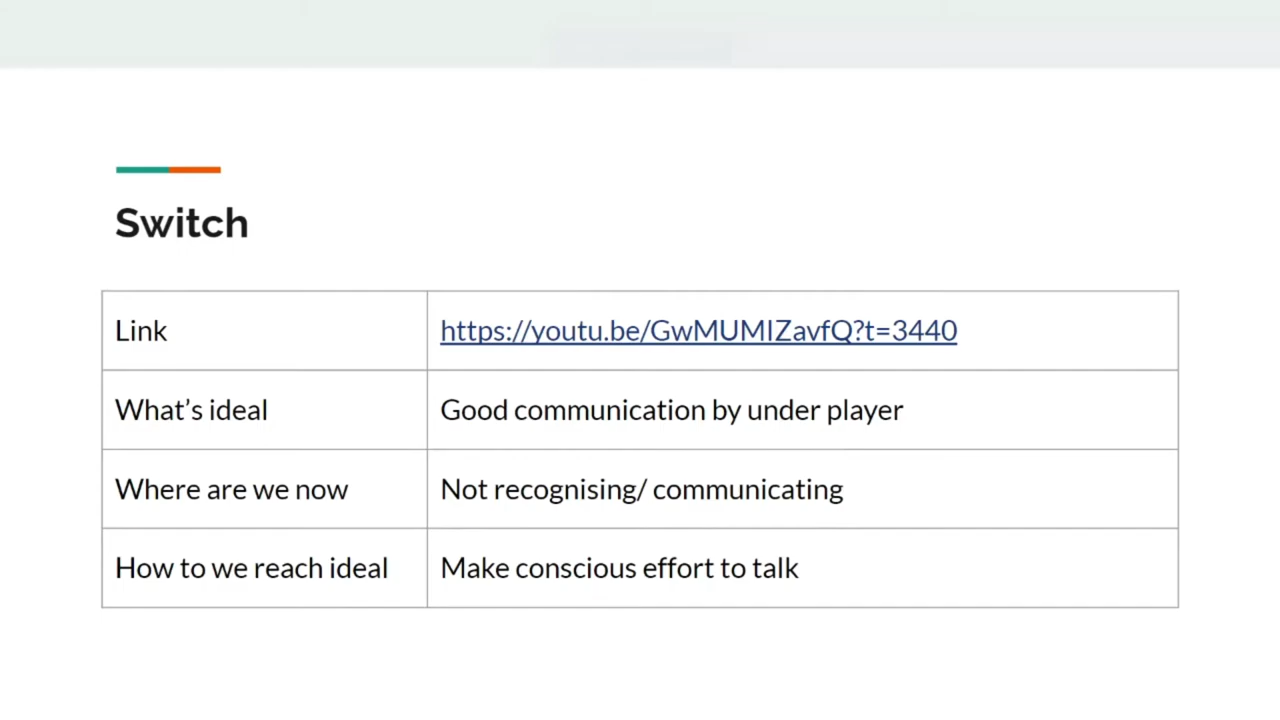 Switch
Link
https://youtu.be/GwMUMIZavfQ?t=3440
What's ideal
Good communication by under player
Where are we now
Not recognising/ communicating
How to we reach ideal
Make conscious effort to talk